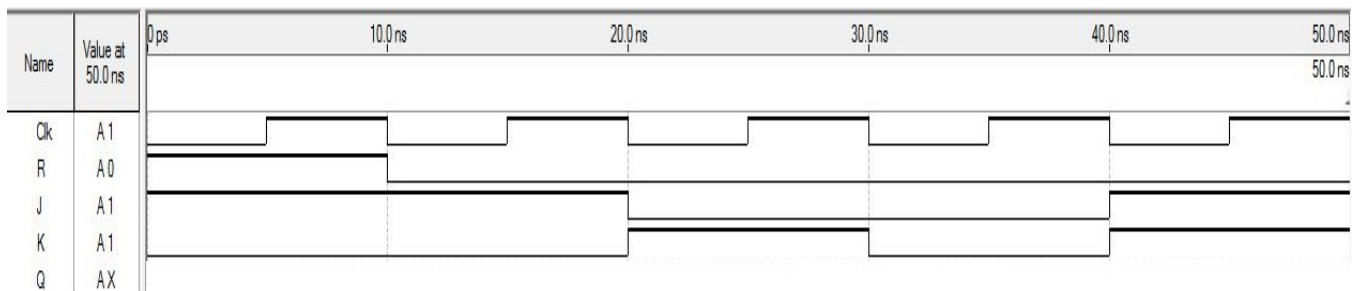 Name
Value at
50.0 ns
0 ps
10.0 ns
20.0 ns
30.0 ns
40.0 ns
50.0 ns
50.0 ns
Clk
A 1
R
A 0
J
A 1
K
A 1
Q
A X